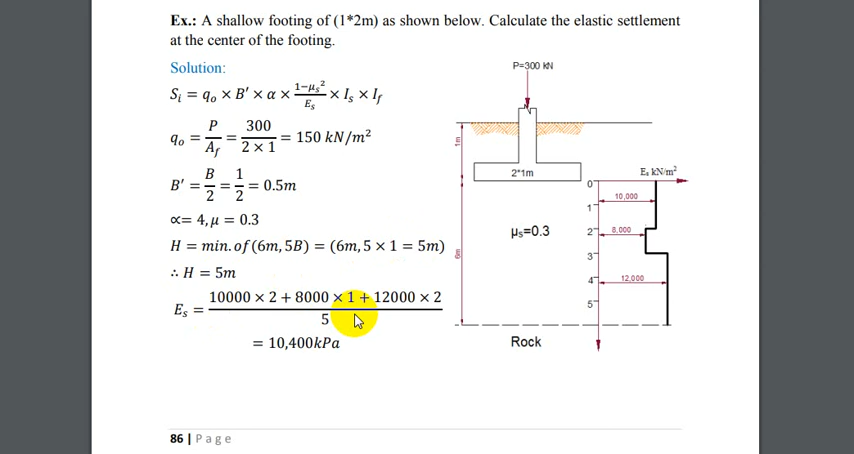 Ex.: A shallow footing of (1*2m) as shown below. Calculate the elastic settlement
at the center of the footing.
Solution:
Sᵢ = qₒ × B′ × α × (1−μₛ²)/Eₛ × Iₛ × I_f
qₒ = P/A_f = 300/(2 × 1) = 150 kN/m²
B′ = B/2 = 1/2 = 0.5m
∝= 4, μ = 0.3
H = min. of (6m, 5B) = (6m, 5 × 1 = 5m)
∴ H = 5m
Eₛ = (10000 × 2 + 8000 × 1 + 12000 × 2)/5
= 10,400kPa
P=300 KN
1m
2*1m
Eₛ kN/m²
0
10,000
1
μₛ=0.3
2
8,000
6m
3
4
12,000
5
Rock
86 | Page